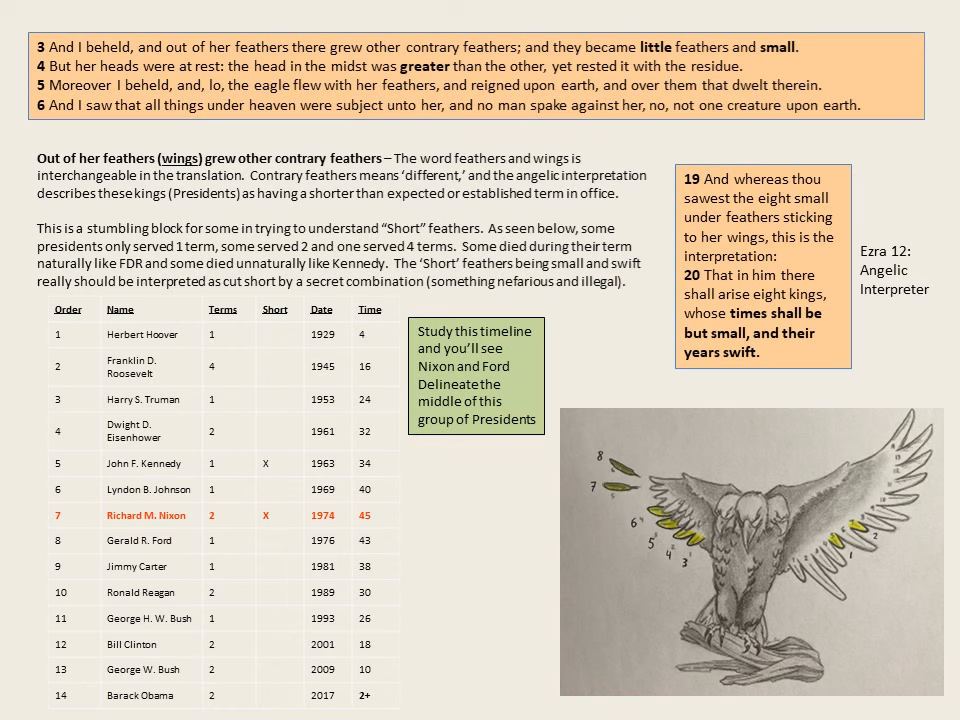 3 And I beheld, and out of her feathers there grew other contrary feathers; and they became little feathers and small.
4 But her heads were at rest: the head in the midst was greater than the other, yet rested it with the residue.
5 Moreover I beheld, and, lo, the eagle flew with her feathers, and reigned upon earth, and over them that dwelt therein.
6 And I saw that all things under heaven were subject unto her, and no man spake against her, no, not one creature upon earth.
Out of her feathers (wings) grew other contrary feathers – The word feathers and wings is
interchangeable in the translation. Contrary feathers means 'different,' and the angelic interpretation
describes these kings (Presidents) as having a shorter than expected or established term in office.
This is a stumbling block for some in trying to understand "Short" feathers. As seen below, some
presidents only served 1 term, some served 2 and one served 4 terms. Some died during their term
naturally like FDR and some died unnaturally like Kennedy. The 'Short' feathers being small and swift
really should be interpreted as cut short by a secret combination (something nefarious and illegal).
Order Name Terms Short Date Time
1 Herbert Hoover 1 1929 4
2 Franklin D. Roosevelt 4 1945 16
3 Harry S. Truman 1 1953 24
4 Dwight D. Eisenhower 2 1961 32
5 John F. Kennedy 1 X 1963 34
6 Lyndon B. Johnson 1 1969 40
7 Richard M. Nixon 2 X 1974 45
8 Gerald R. Ford 1 1976 43
9 Jimmy Carter 1 1981 38
10 Ronald Reagan 2 1989 30
11 George H. W. Bush 1 1993 26
12 Bill Clinton 2 2001 18
13 George W. Bush 2 2009 10
14 Barack Obama 2 2017 2+
Study this timeline
and you'll see
Nixon and Ford
Delineate the
middle of this
group of Presidents
19 And whereas thou
sawest the eight small
under feathers sticking
to her wings, this is the
interpretation:
20 That in him there
shall arise eight kings,
whose times shall be
but small, and their
years swift.
Ezra 12:
Angelic
Interpreter
8
7
6
5
4
3
2
1